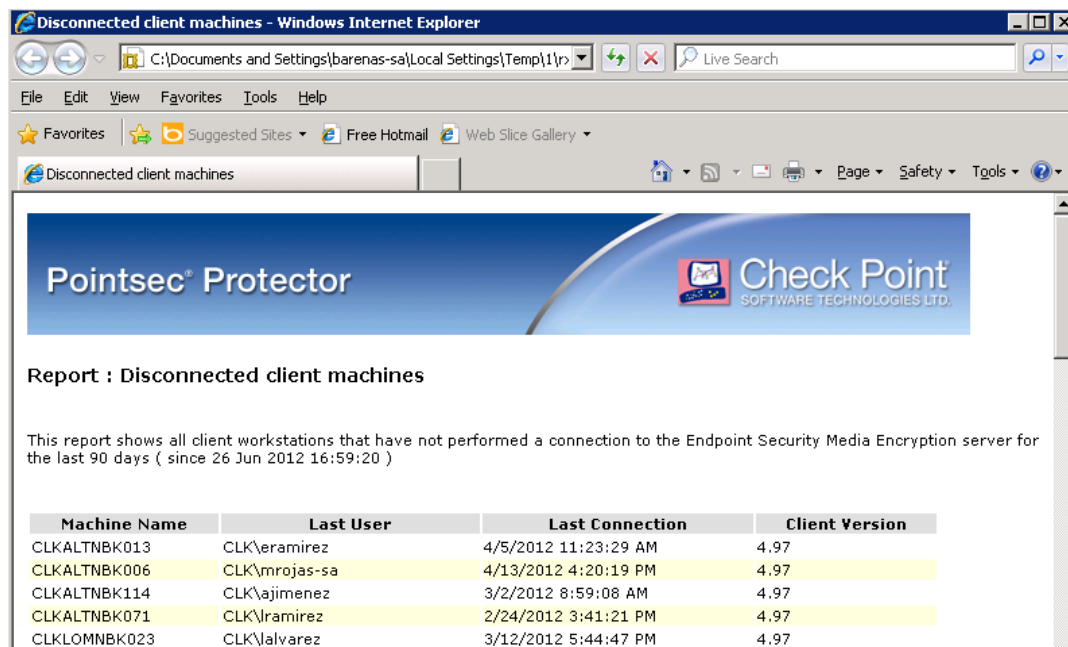 Disconnected client machines - Windows Internet Explorer
C:\Documents and Settings\barenas-sa\Local Settings\Temp\1\r
Live Search
File Edit View Favorites Tools Help
Favorites Suggested Sites Free Hotmail Web Slice Gallery
Disconnected client machines Page Safety Tools
Pointsec® Protector
Check Point
SOFTWARE TECHNOLOGIES LTD.
Report : Disconnected client machines
This report shows all client workstations that have not performed a connection to the Endpoint Security Media Encryption server for
the last 90 days ( since 26 Jun 2012 16:59:20 )
Machine Name Last User Last Connection Client Version
CLKALTNBK013 CLK\eramirez 4/5/2012 11:23:29 AM 4.97
CLKALTNBK006 CLK\mrojas-sa 4/13/2012 4:20:19 PM 4.97
CLKALTNBK114 CLK\ajimenez 3/2/2012 8:59:08 AM 4.97
CLKALTNBK071 CLK\lramirez 2/24/2012 3:41:21 PM 4.97
CLKLOMNBK023 CLK\lalvarez 3/12/2012 5:44:47 PM 4.97